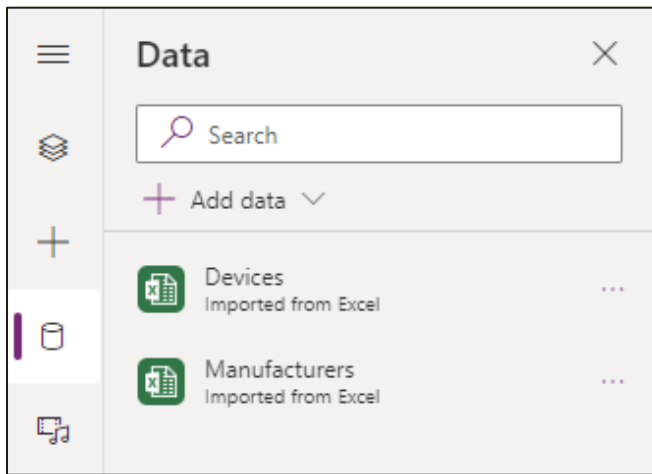 Data
Search
Add data
Devices
Imported from Excel
Manufacturers
Imported from Excel